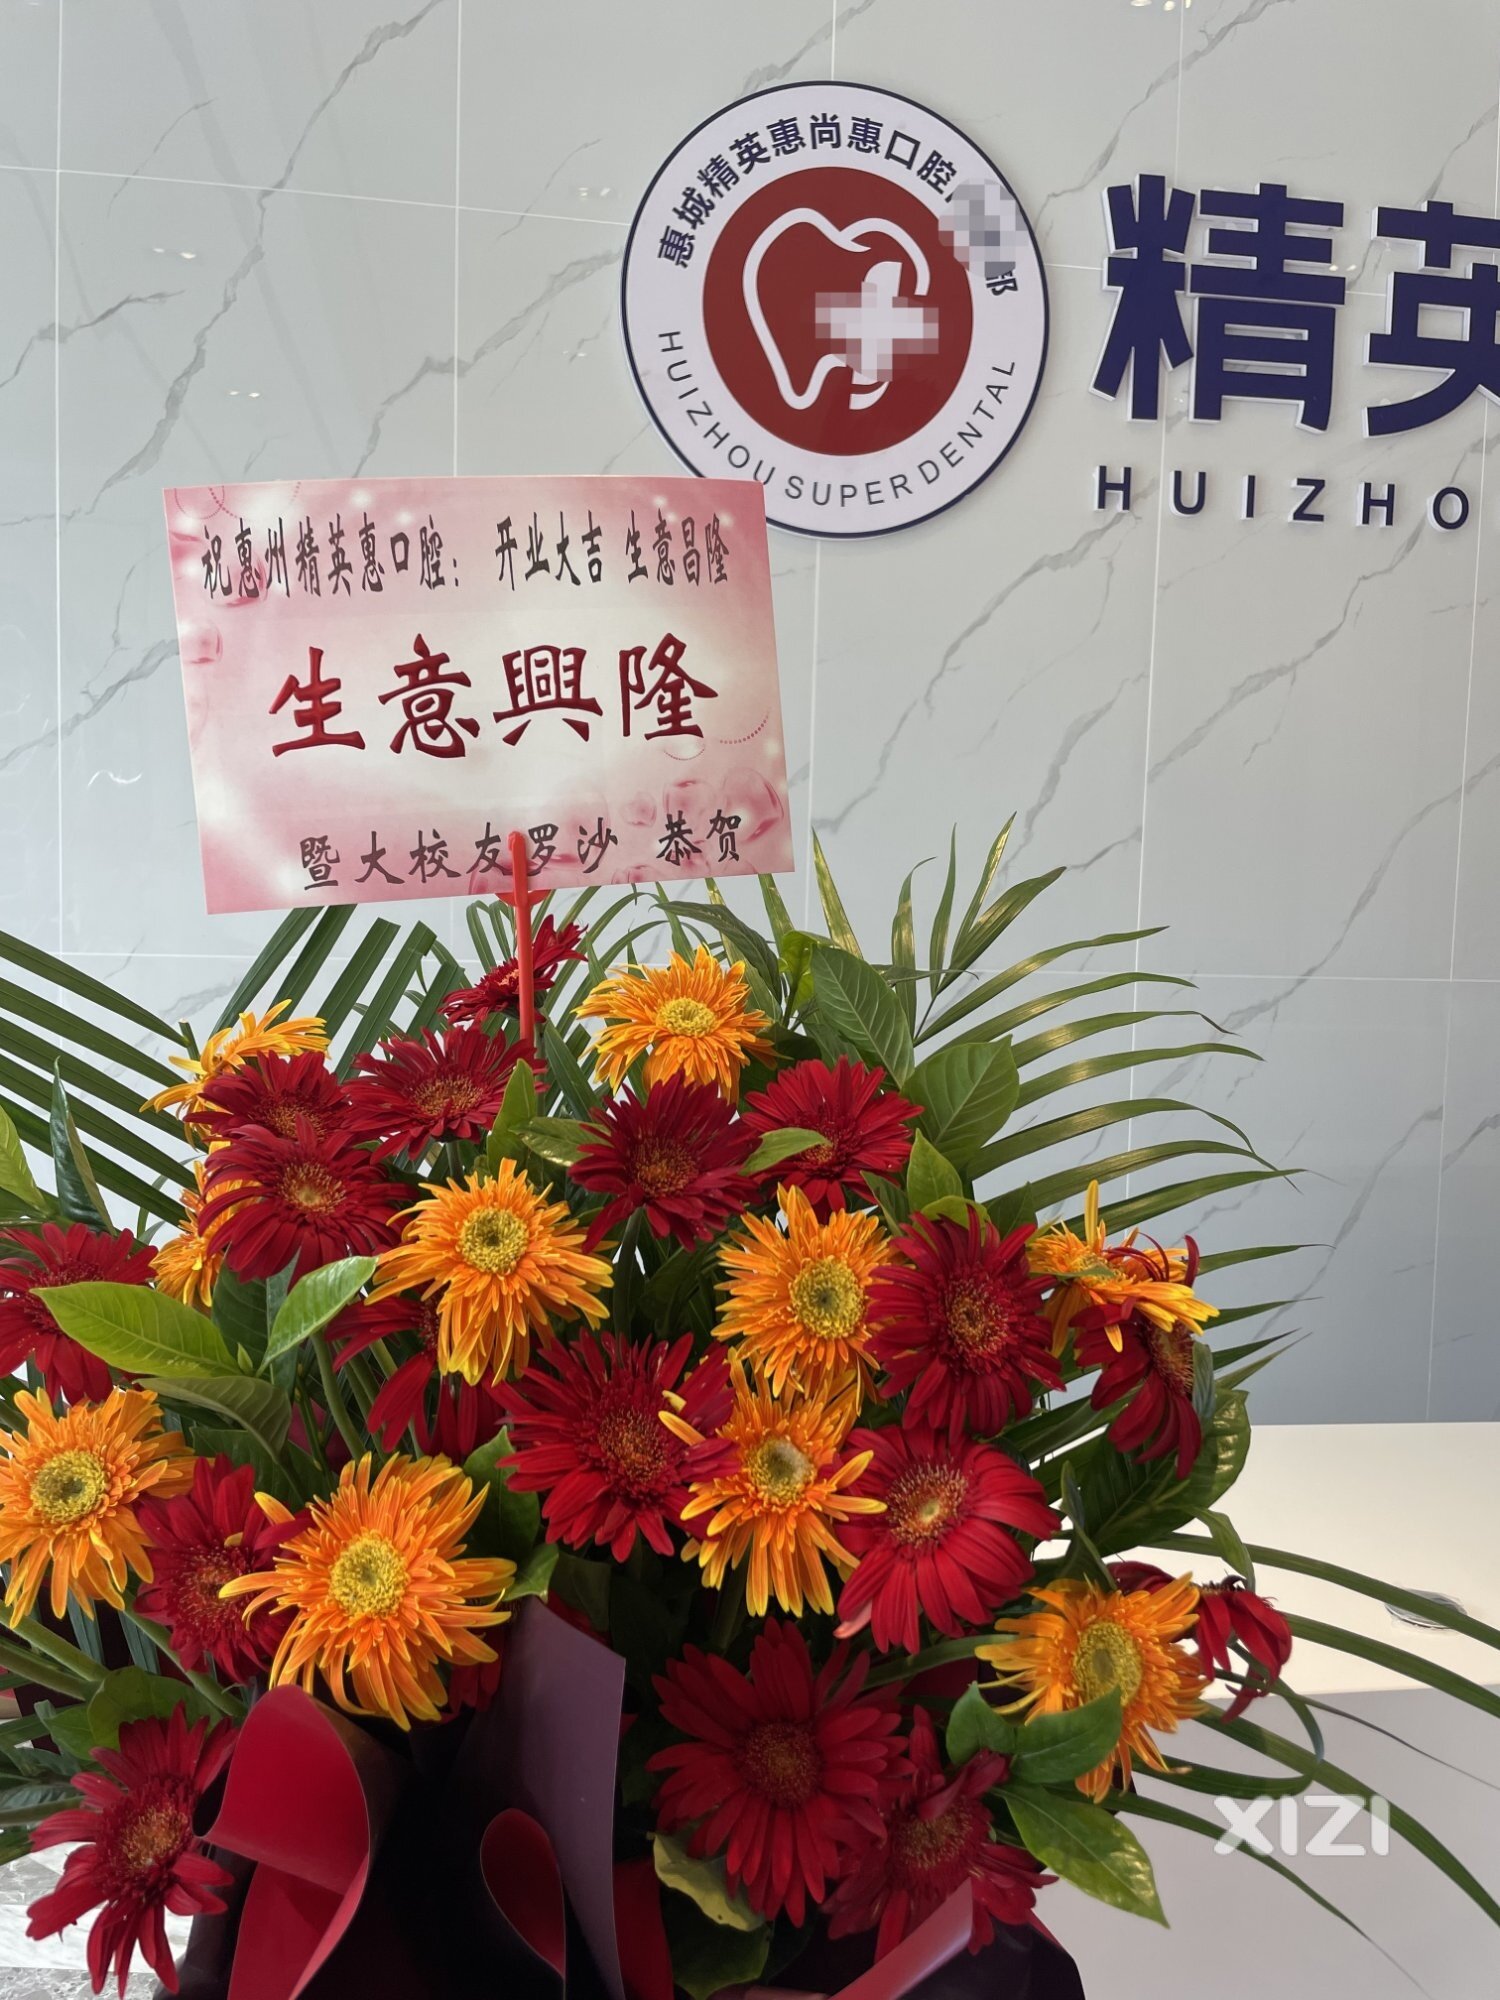 惠城精英惠尚惠口腔
HUIZHOU SUPER DENTAL
精英
HUIZHO
祝惠州精英惠口腔： 开业大吉 生意昌隆
生意興隆
暨大校友罗沙 恭贺
XIZI